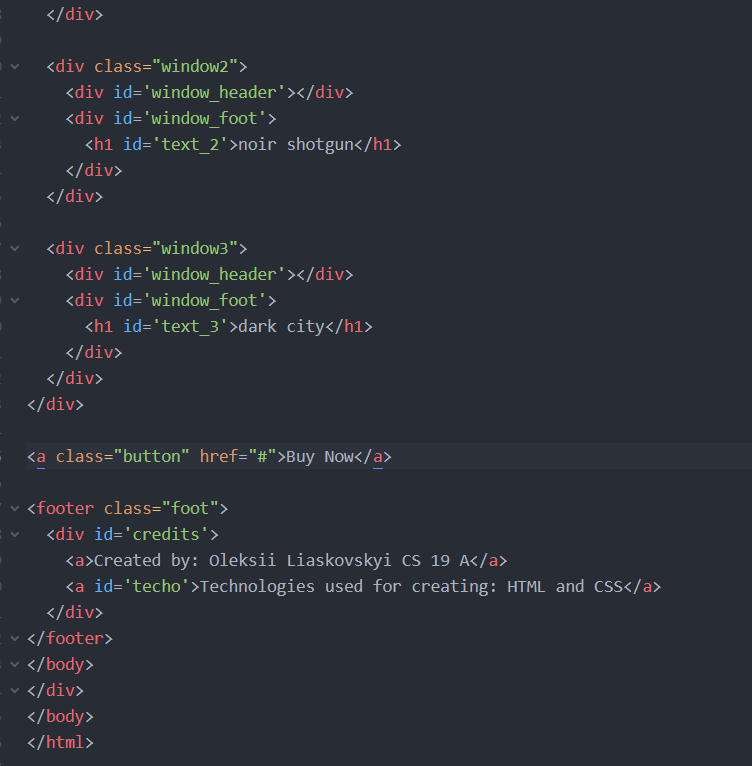 </div>
<div class="window2">
<div id='window_header'></div>
<div id='window_foot'>
<h1 id='text_2'>noir shotgun</h1>
</div>
</div>
<div class="window3">
<div id='window_header'></div>
<div id='window_foot'>
<h1 id='text_3'>dark city</h1>
</div>
</div>
</div>
<a class="button" href="#">Buy Now</a>
<footer class="foot">
<div id='credits'>
<a>Created by: Oleksii Liaskovskyi CS 19 A</a>
<a id='techo'>Technologies used for creating: HTML and CSS</a>
</div>
</footer>
</body>
</div>
</body>
</html>